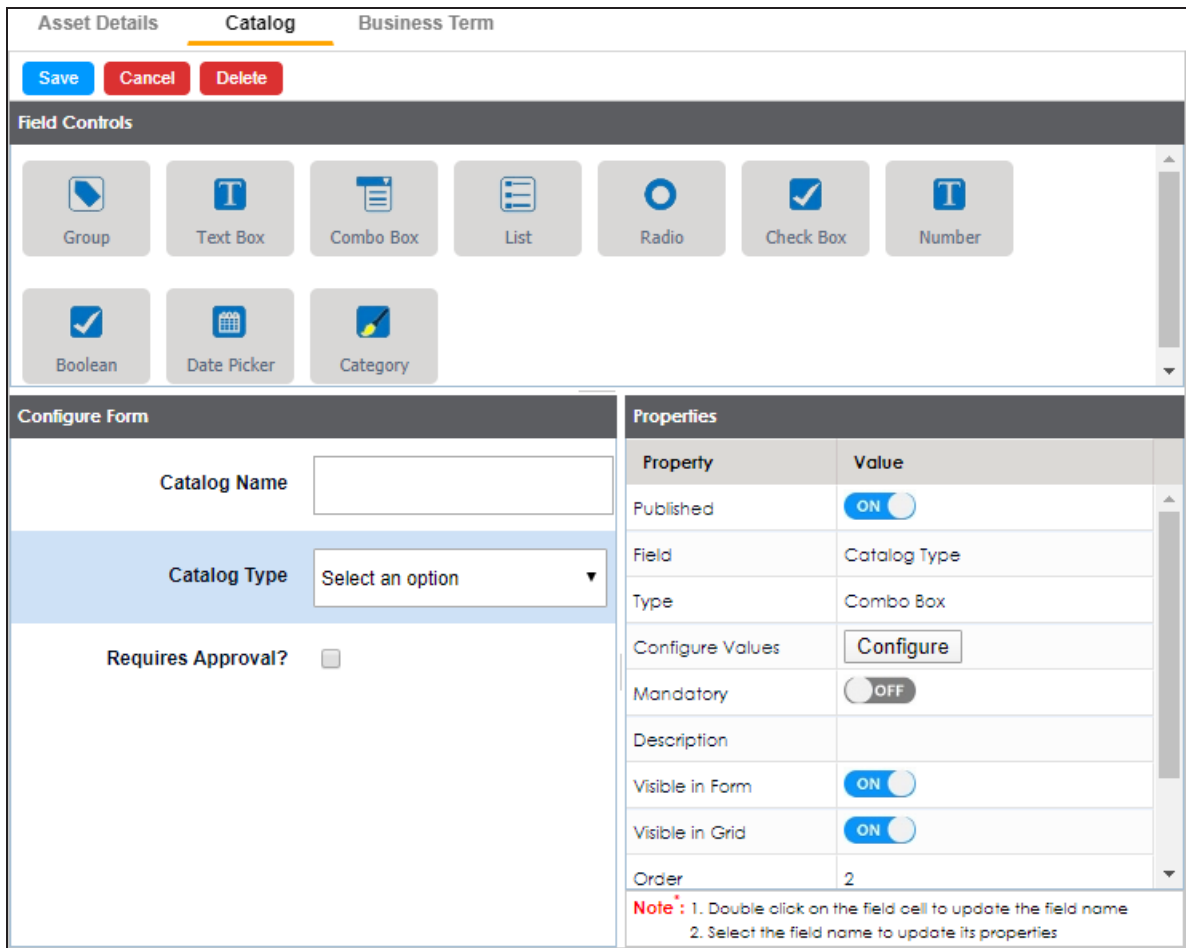 Asset Details Catalog Business Term
Save Cancel Delete
Field Controls
Group Text Box Combo Box List Radio Check Box Number
Boolean Date Picker Category
Configure Form
Catalog Name
Catalog Type Select an option
Requires Approval?
Properties
Property Value
Published ON
Field Catalog Type
Type Combo Box
Configure Values Configure
Mandatory OFF
Description
Visible in Form ON
Visible in Grid ON
Order 2
Note*: 1. Double click on the field cell to update the field name
2. Select the field name to update its properties